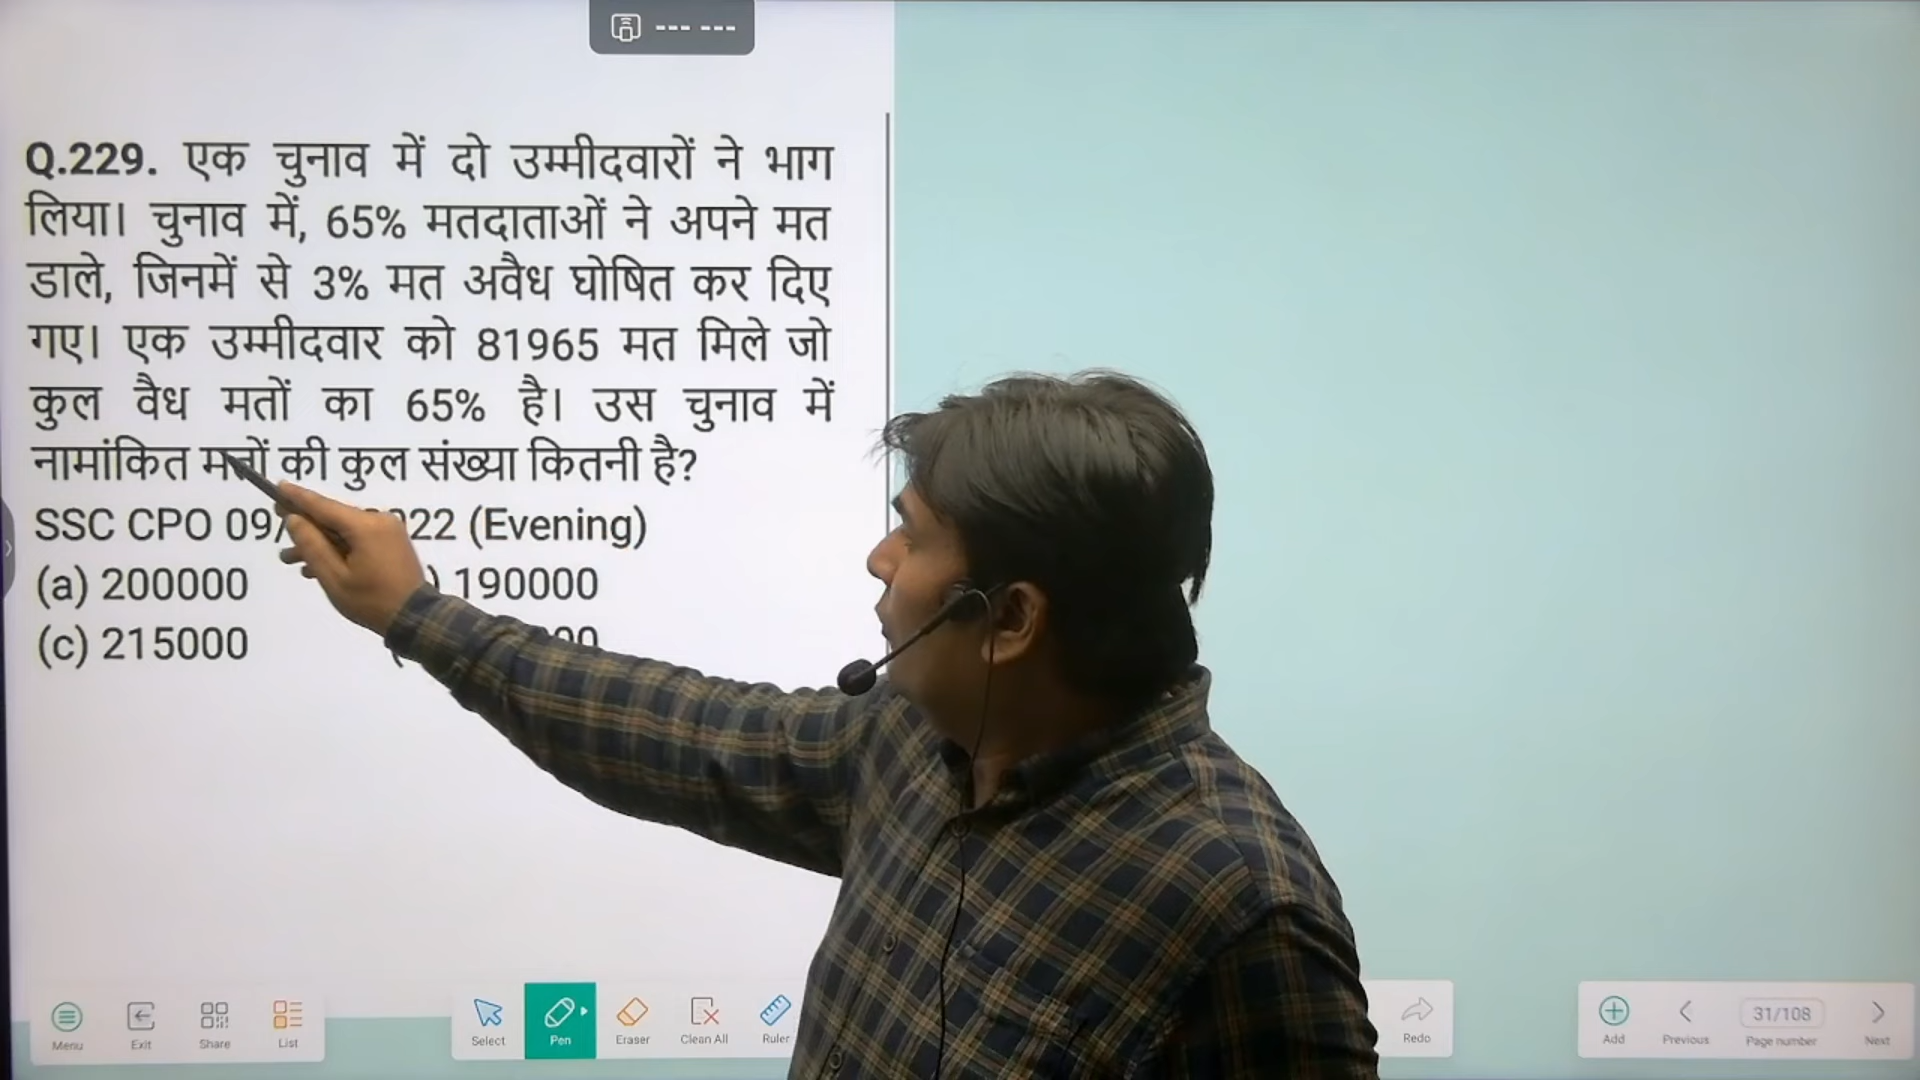 Q.229. एक चुनाव में दो उम्मीदवारों ने भाग
लिया। चुनाव में, 65% मतदाताओं ने अपने मत
डाले, जिनमें से 3% मत अवैध घोषित कर दिए
गए। एक उम्मीदवार को 81965 मत मिले जो
कुल वैध मतों का 65% है। उस चुनाव में
नामांकित मतों की कुल संख्या कितनी है?
SSC CPO 09/ 22 (Evening)
(a) 200000 190000
(c) 215000
Menu Exit Share List Select Pen Eraser Clean All Ruler Redo Add Previous 31/108 Page number Next